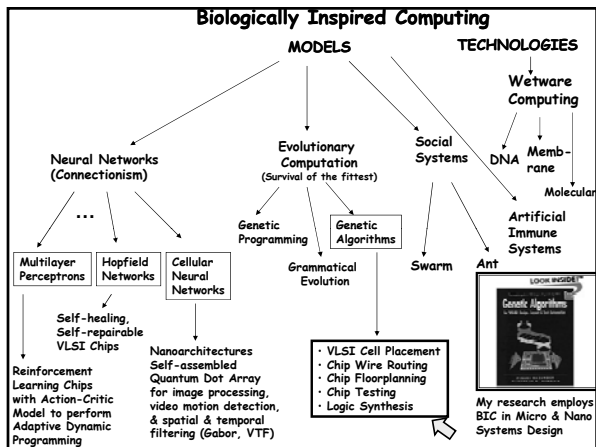 Biologically Inspired Computing
MODELS
TECHNOLOGIES
Wetware
Computing
DNA
Memb-
rane
Molecular
Neural Networks
(Connectionism)
Evolutionary
Computation
(Survival of the fittest)
Social
Systems
Artificial
Immune
Systems
...
Multilayer
Perceptrons
Hopfield
Networks
Cellular
Neural
Networks
Genetic
Programming
Grammatical
Evolution
Genetic
Algorithms
Swarm
Ant
Self-healing,
Self-repairable
VLSI Chips
Reinforcement
Learning Chips
with Action-Critic
Model to perform
Adaptive Dynamic
Programming
Nanoarchitectures
Self-assembled
Quantum Dot Array
for image processing,
video motion detection,
& spatial & temporal
filtering (Gabor, VTF)
· VLSI Cell Placement
· Chip Wire Routing
· Chip Floorplanning
· Chip Testing
· Logic Synthesis
LOOK INSIDE!
Genetic Algorithms
My research employs
BIC in Micro & Nano
Systems Design